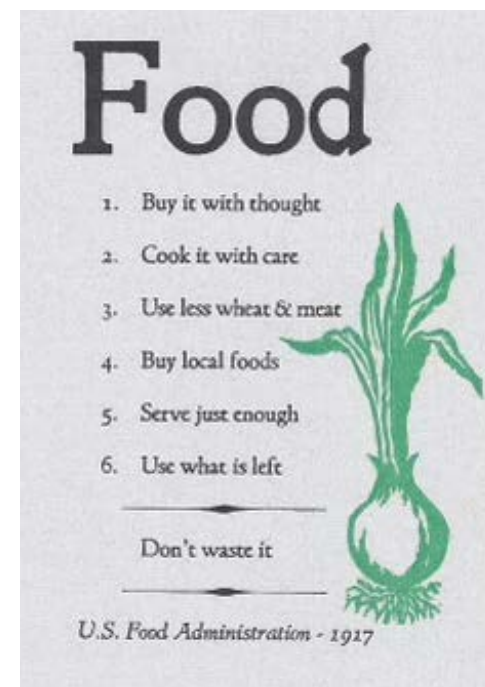 Food
1. Buy it with thought
2. Cook it with care
3. Use less wheat & meat
4. Buy local foods
5. Serve just enough
6. Use what is left
Don't waste it
U.S. Food Administration - 1917